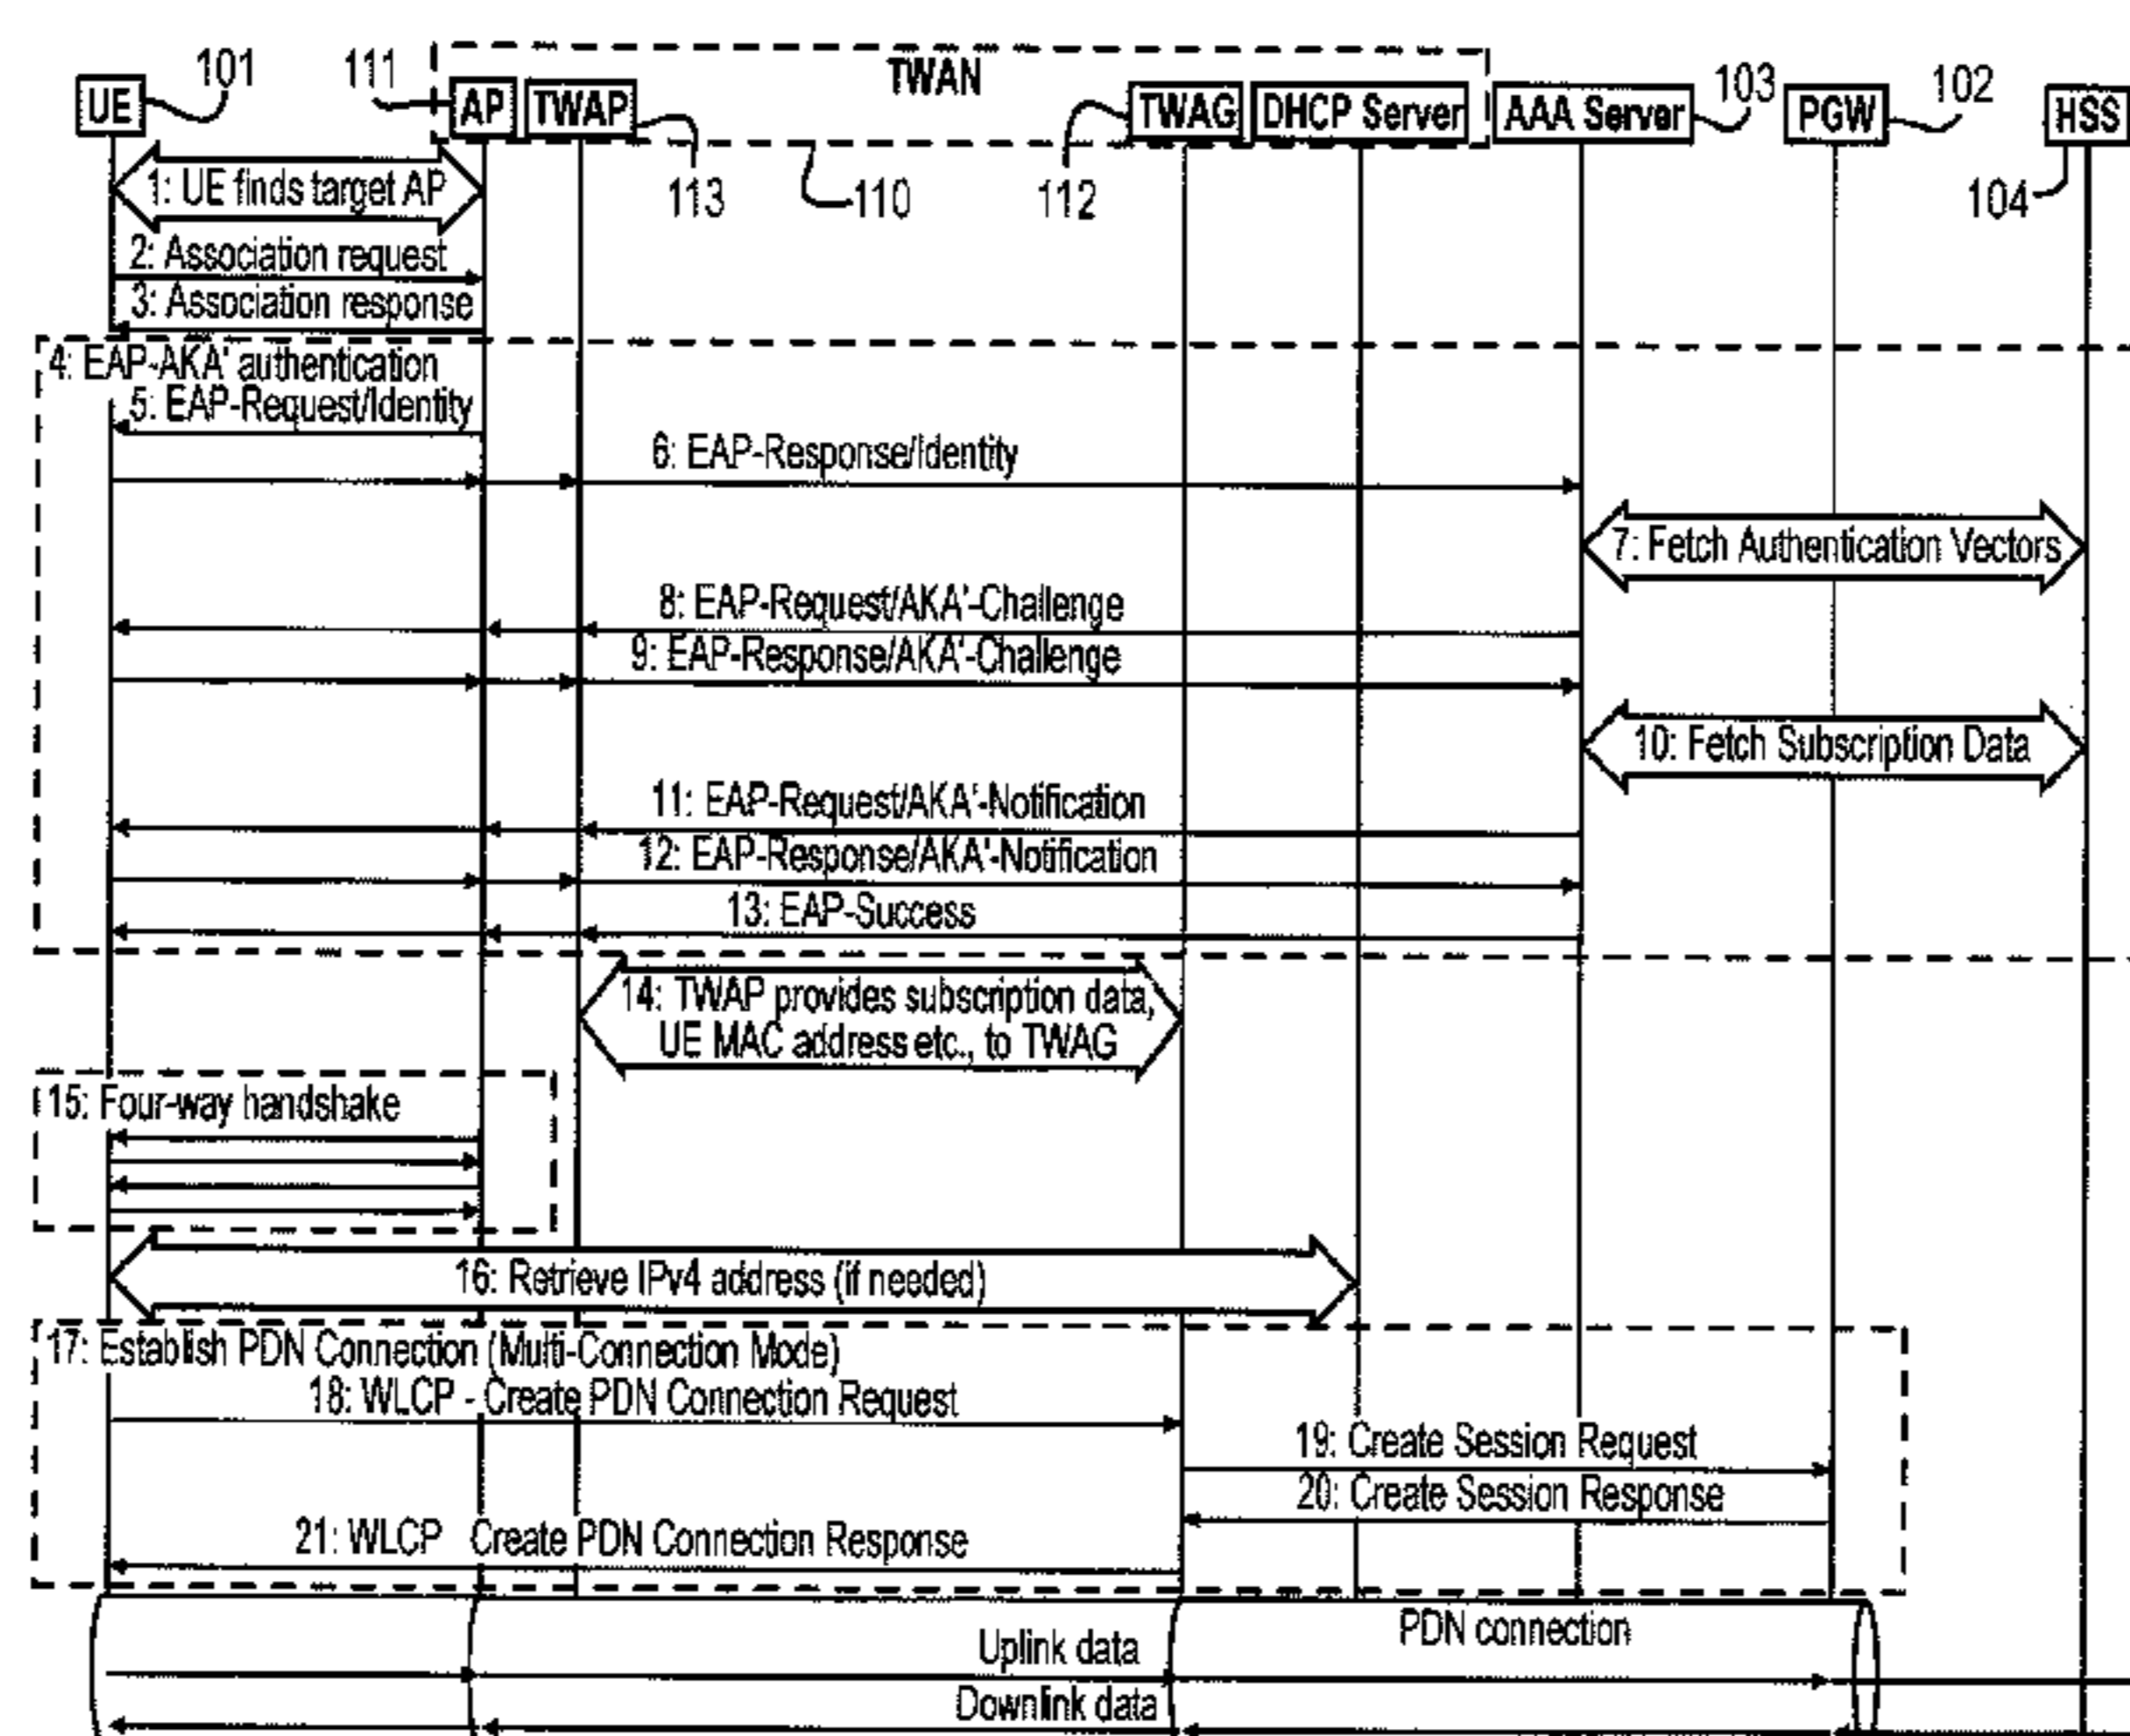 TWAN
UE 101 111 AP TWAP TWAG DHCP Server AAA Server 103 PGW 102 HSS
113 110 112 104
1: UE finds target AP
2: Association request
3: Association response
4: EAP-AKA' authentication
5: EAP-Request/Identity
6: EAP-Response/Identity
7: Fetch Authentication Vectors
8: EAP-Request/AKA'-Challenge
9: EAP-Response/AKA'-Challenge
10: Fetch Subscription Data
11: EAP-Request/AKA'-Notification
12: EAP-Response/AKA'-Notification
13: EAP-Success
14: TWAP provides subscription data,
UE MAC address etc., to TWAG
15: Four-way handshake
16: Retrieve IPv4 address (if needed)
17: Establish PDN Connection (Multi-Connection Mode)
18: WLCP - Create PDN Connection Request
19: Create Session Request
20: Create Session Response
21: WLCP Create PDN Connection Response
PDN connection
Uplink data
Downlink data